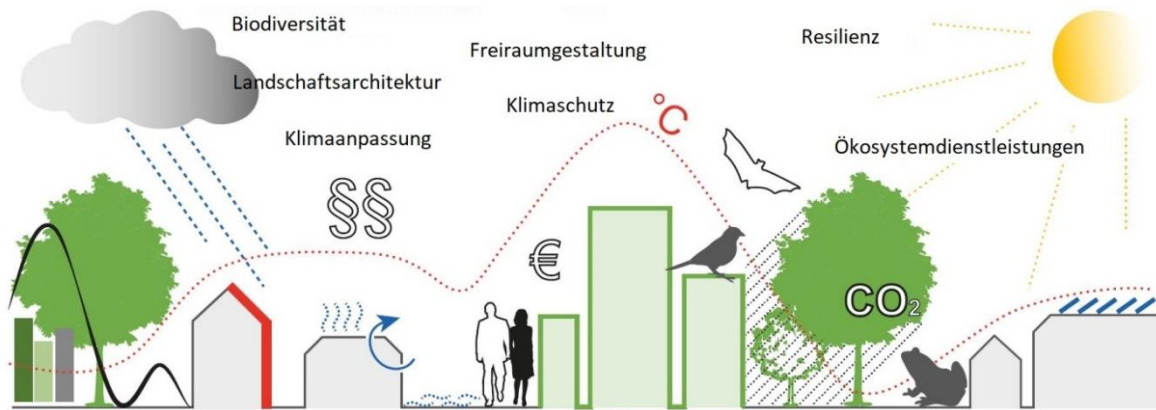 Biodiversität
Freiraumgestaltung
Resilienz
Landschaftsarchitektur
Klimaschutz
°C
Klimaanpassung
Ökosystemdienstleistungen
§§
€
CO₂